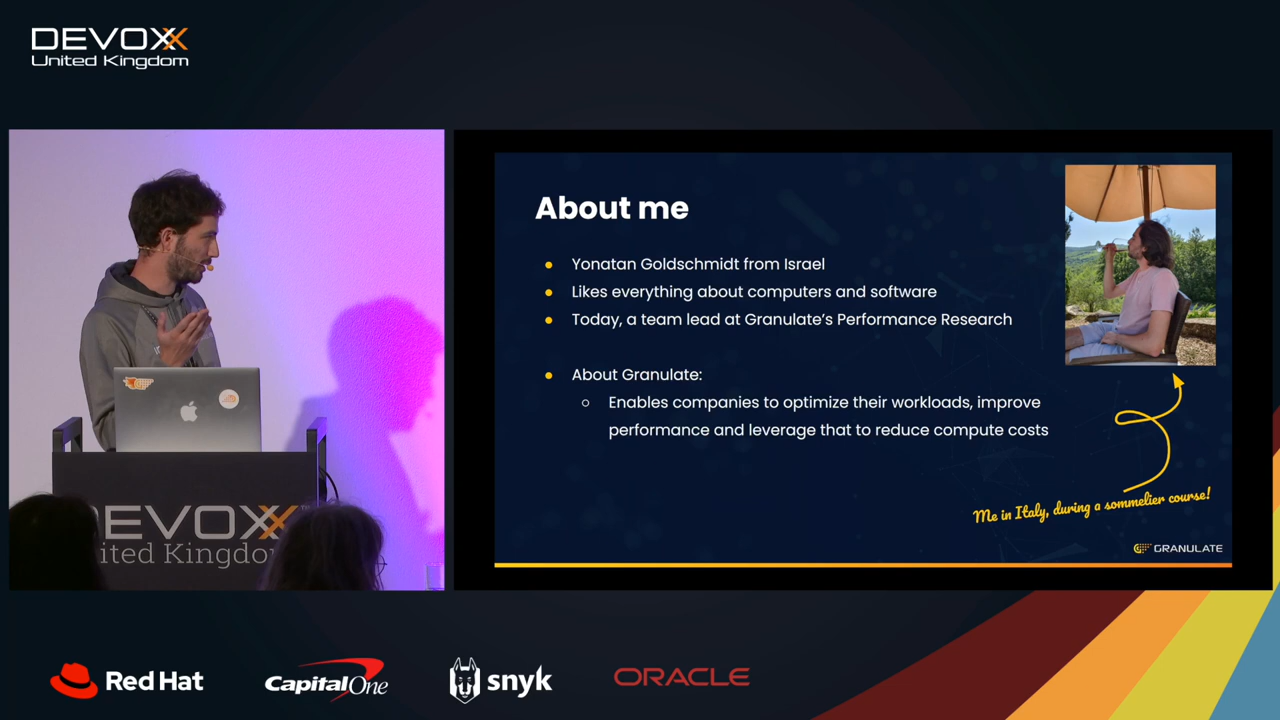 DEVOXX
United Kingdom
About me
Yonatan Goldschmidt from Israel
Likes everything about computers and software
Today, a team lead at Granulate's Performance Research
About Granulate:
Enables companies to optimize their workloads, improve
performance and leverage that to reduce compute costs
Me in Italy, during a sommelier course!
GRANULATE
DEVOXX
ited Kingdo
Red Hat
Capital One
snyk
ORACLE